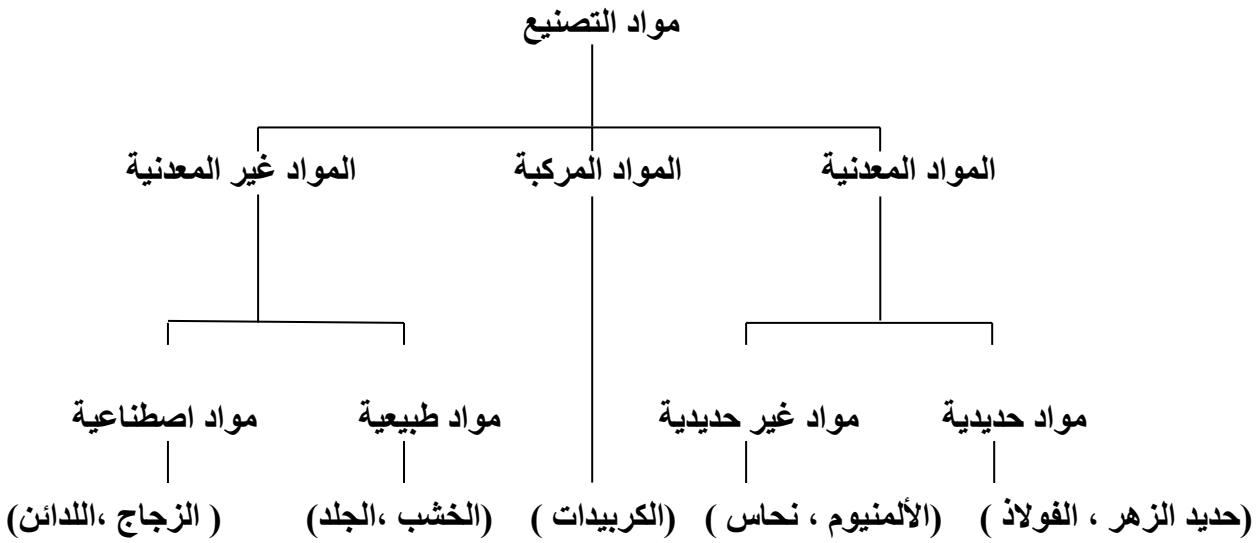 مواد التصنيع
المواد المعدنية المواد المركبة المواد غير المعدنية
مواد حديدية مواد غير حديدية مواد طبيعية مواد اصطناعية
(حديد الزهر ، الفولاذ ) (الألمنيوم ، نحاس ) (الكربيدات ) (الخشب ،الجلد) ( الزجاج ،اللدائن)